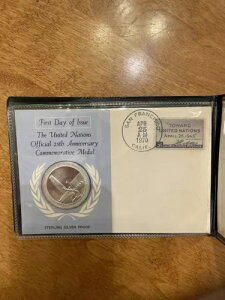 First Day of Issue
The United Nations
Official 25th Anniversary
Commemorative Medal
STERLING SILVER PROOF
SAN FRANCISCO
APR
25
A M
1970
CALIF.
TOWARD
UNITED NATIONS
APRIL 25, 1945